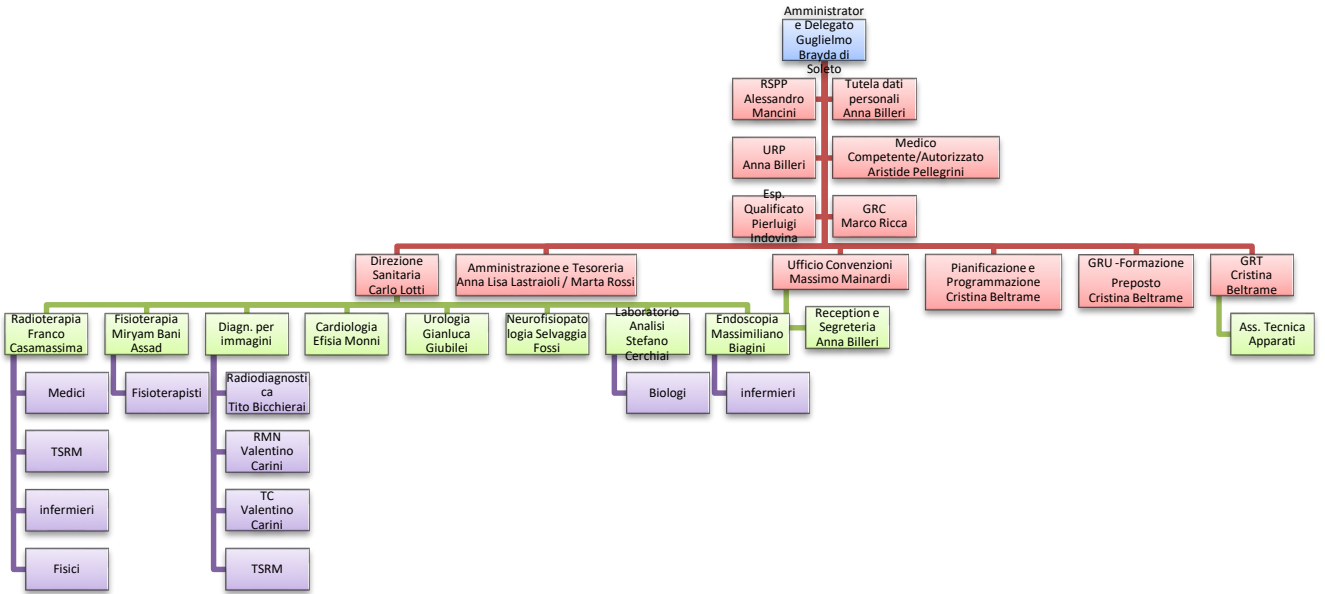 Amministrator
e Delegato
Guglielmo
Brayda di
Soleto
RSPP
Alessandro
Mancini
Tutela dati
personali
Anna Billeri
URP
Anna Billeri
Medico
Competente/Autorizzato
Aristide Pellegrini
Esp.
Qualificato
Pierluigi
Indovina
GRC
Marco Ricca
Direzione
Sanitaria
Carlo Lotti
Amministrazione e Tesoreria
Anna Lisa Lastraioli / Marta Rossi
Ufficio Convenzioni
Massimo Mainardi
Pianificazione e
Programmazione
Cristina Beltrame
GRU -Formazione
Preposto
Cristina Beltrame
GRT
Cristina
Beltrame
Radioterapia
Franco
Casamassima
Fisioterapia
Miryam Bani
Assad
Diagn. per
immagini
Cardiologia
Efisia Monni
Urologia
Gianluca
Giubilei
Neurofisiopato
logia Selvaggia
Fossi
Laboratorio
Analisi
Stefano
Cerchiai
Endoscopia
Massimiliano
Biagini
Reception e
Segreteria
Anna Billeri
Ass. Tecnica
Apparati
Medici
Fisioterapisti
Radiodiagnosti
ca
Tito Bicchierai
Biologi
infermieri
TSRM
RMN
Valentino
Carini
infermieri
TC
Valentino
Carini
Fisici
TSRM